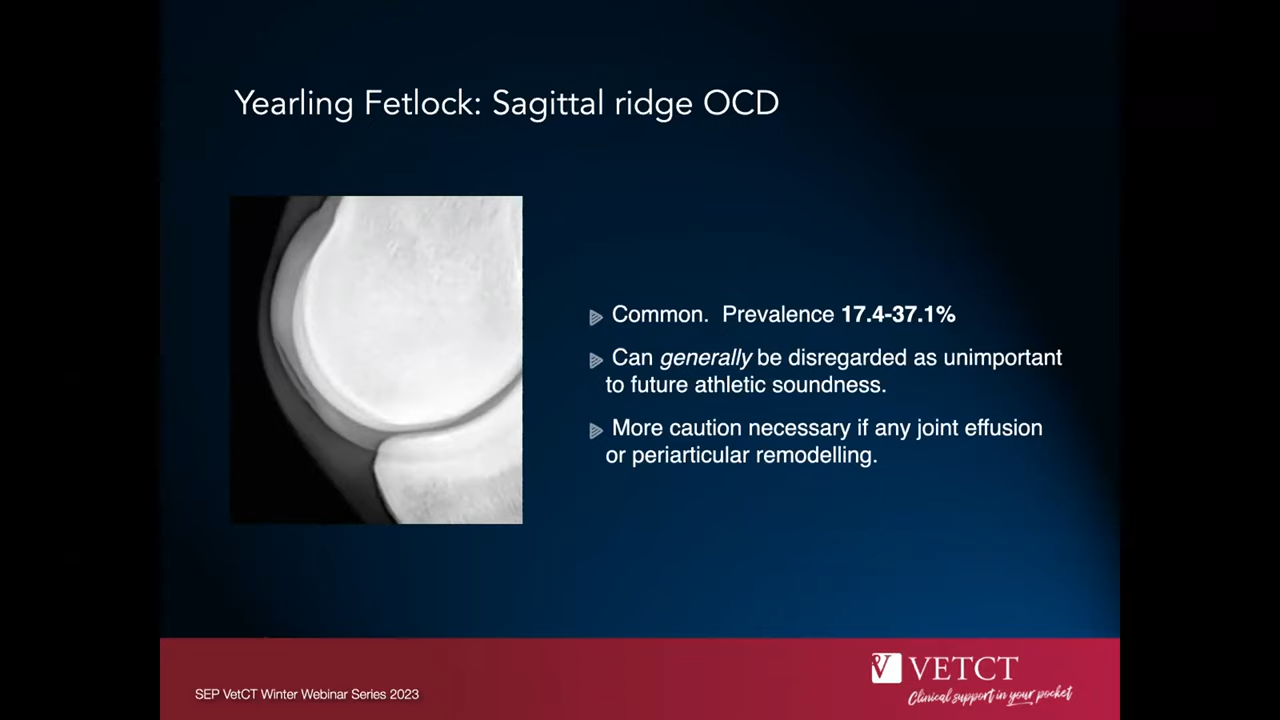 Yearling Fetlock: Sagittal ridge OCD
Common. Prevalence 17.4-37.1%
Can generally be disregarded as unimportant
to future athletic soundness.
More caution necessary if any joint effusion
or periarticular remodelling.
SEP VetCT Winter Webinar Series 2023
V VETCT
Clinical support in your pocket